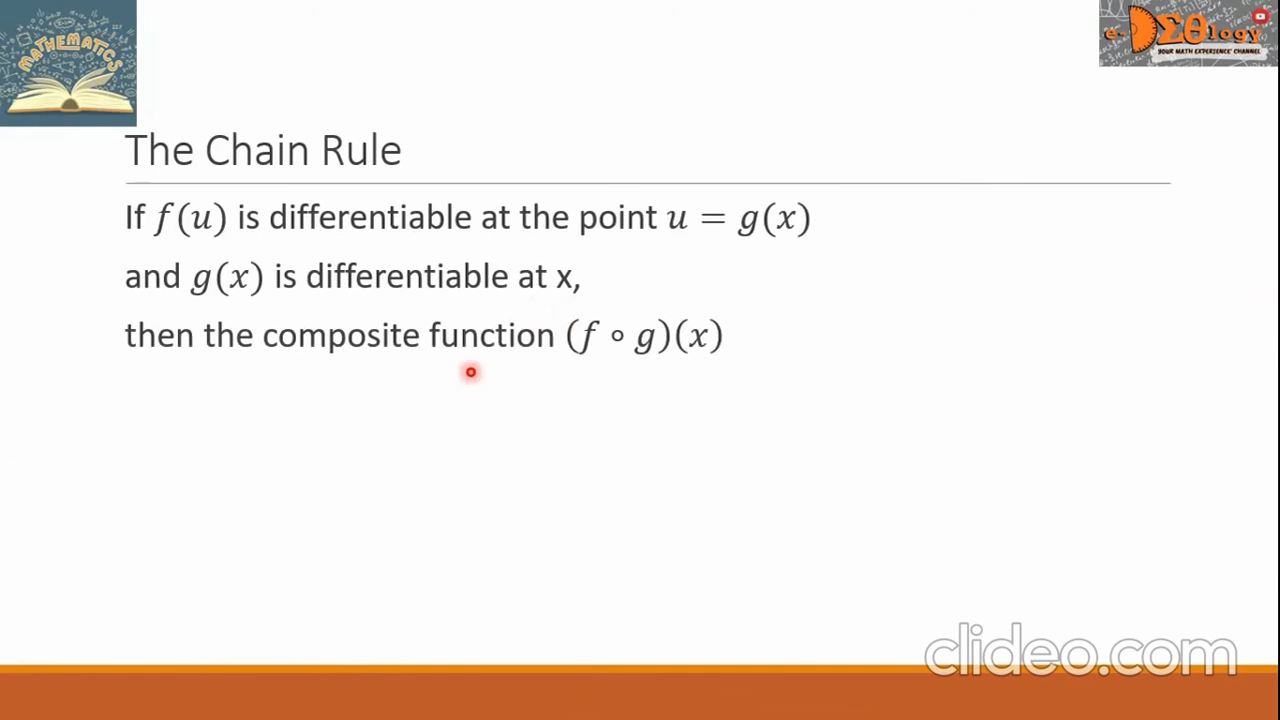 MATHEMATICS
e-DΣθlogy
YOUR MATH EXPERIENCE CHANNEL
The Chain Rule
If f(u) is differentiable at the point u = g(x)
and g(x) is differentiable at x,
then the composite function (f ∘ g)(x)
clideo.com